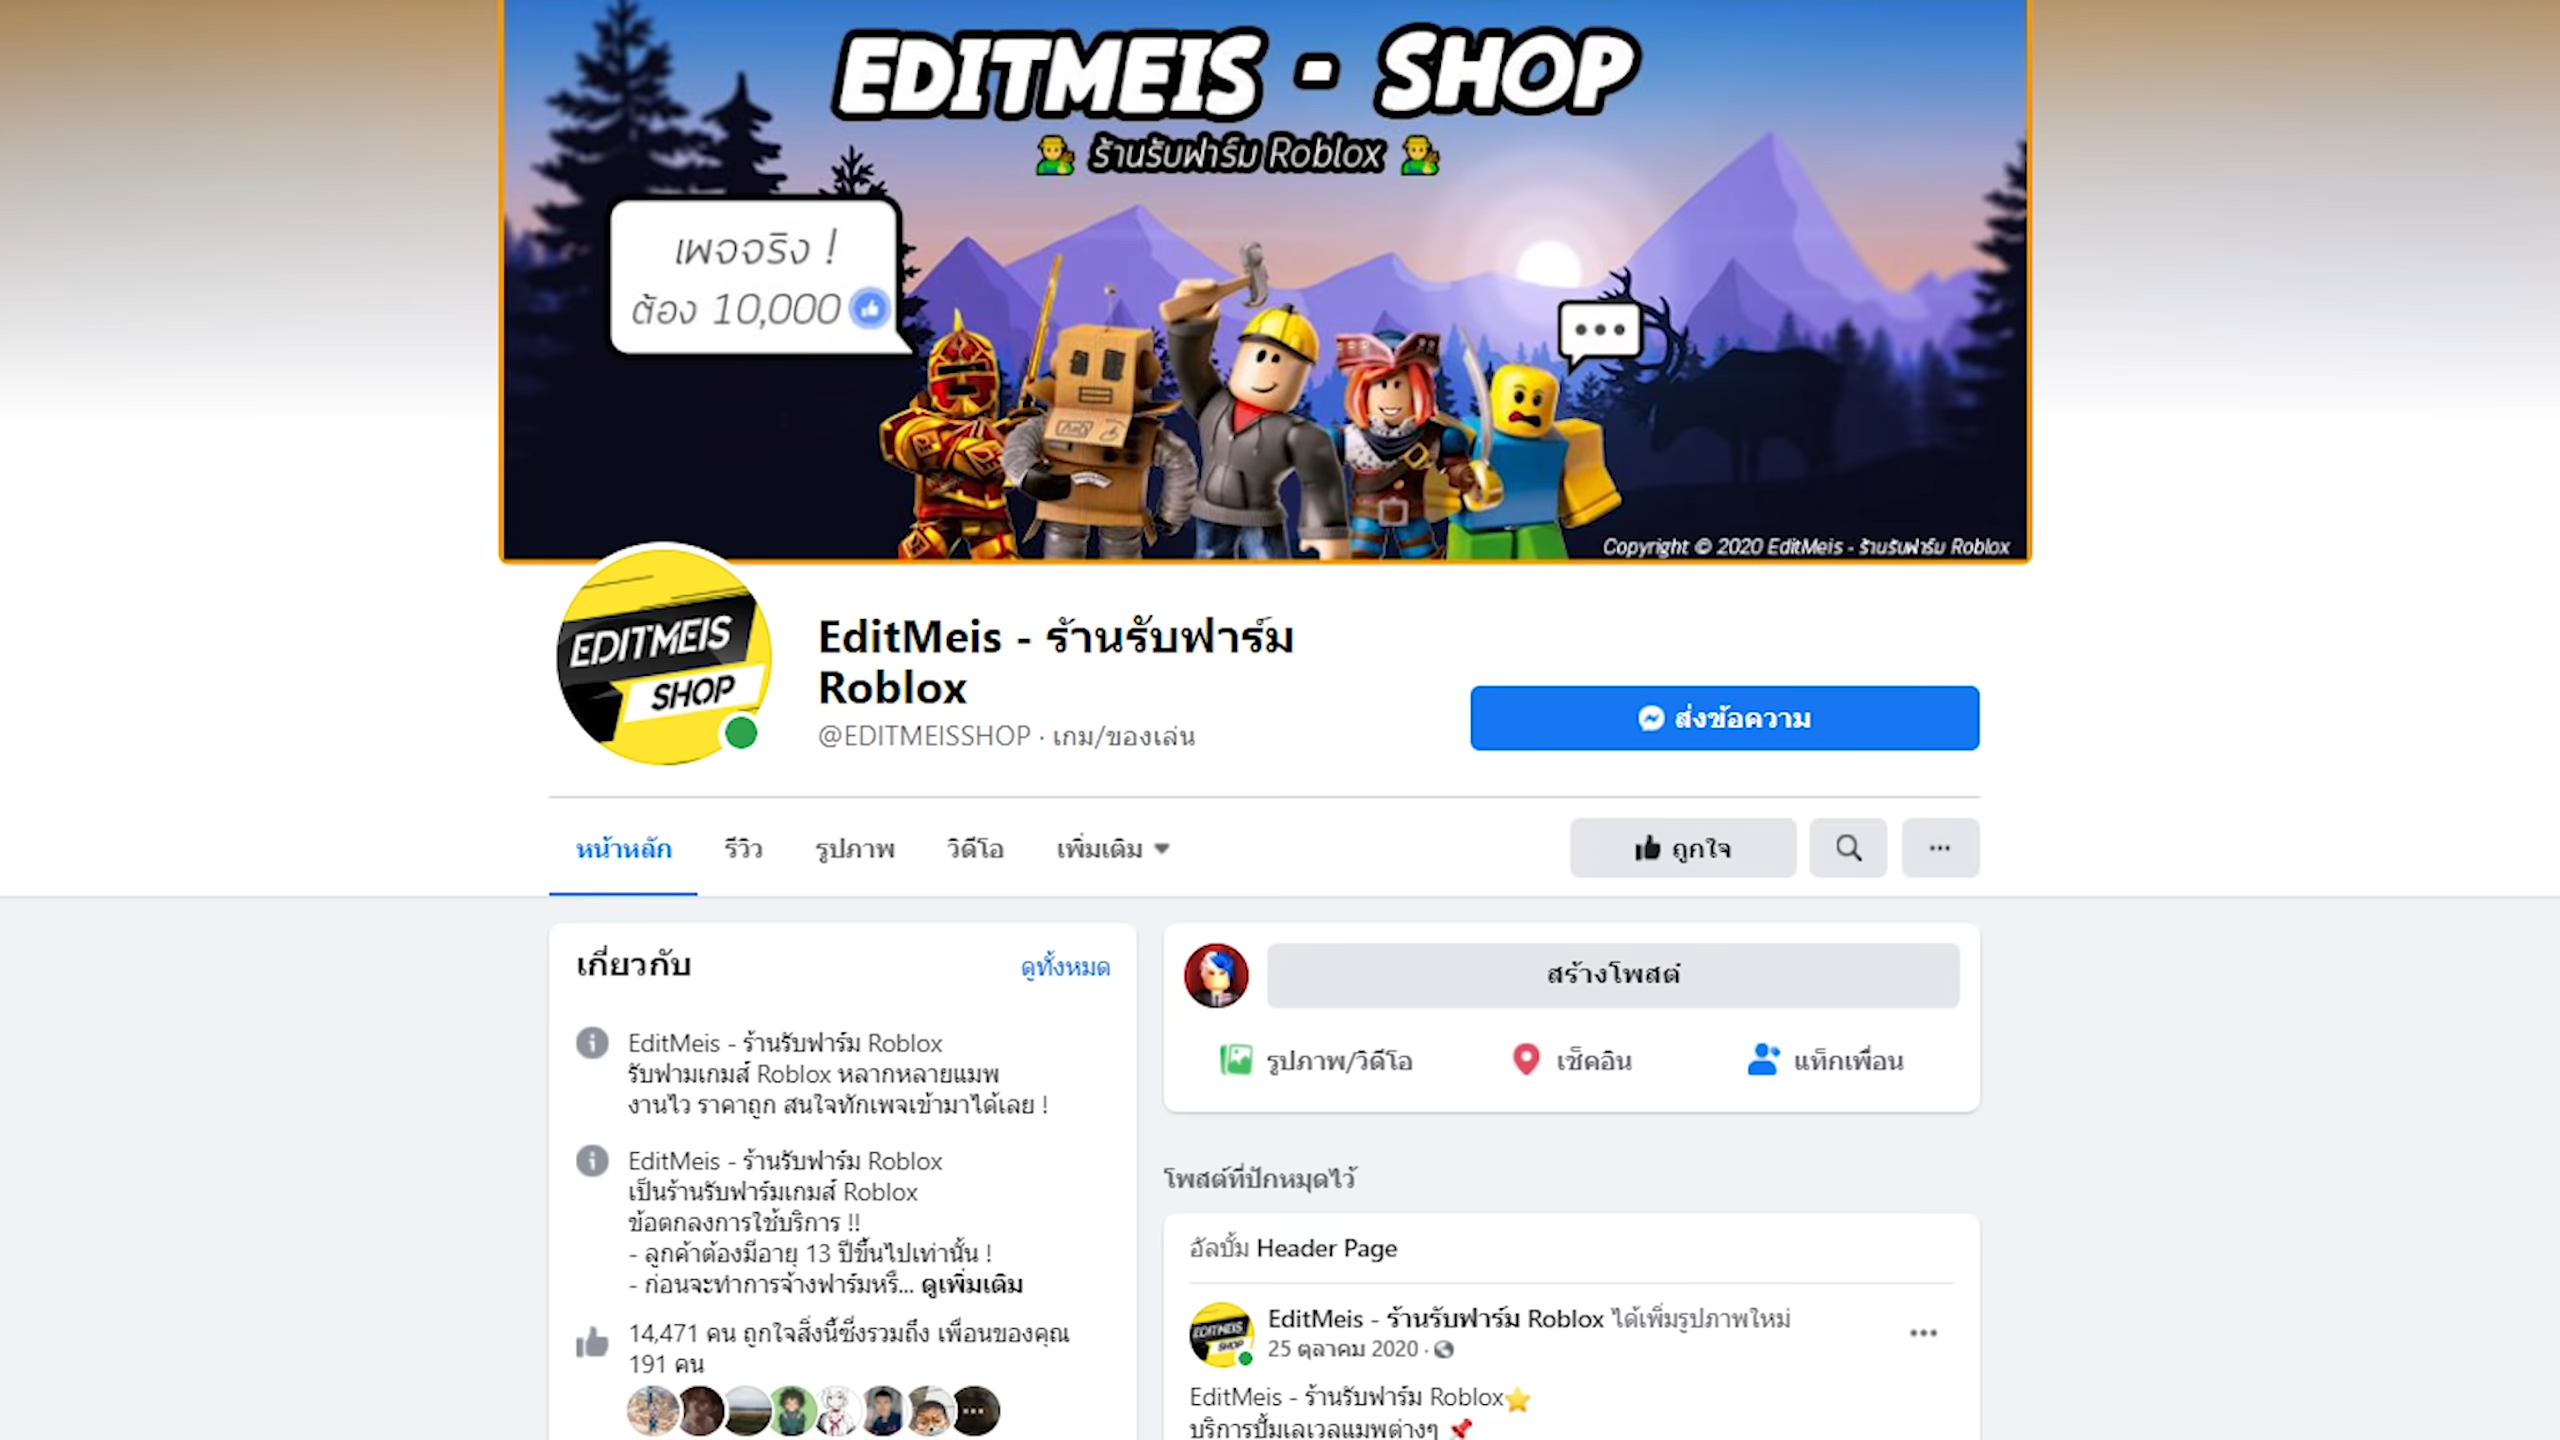 EDITMEIS - SHOP
ร้านรับฟาร์ม Roblox
เพจจริง !
ต้อง 10,000
Copyright © 2020 EditMeis - ร้านรับฟาร์ม Roblox
EDITMEIS
SHOP
EditMeis - ร้านรับฟาร์ม
Roblox
@EDITMEISSHOP · เกม/ของเล่น
ส่งข้อความ
หน้าหลัก รีวิว รูปภาพ วิดีโอ เพิ่มเติม
ถูกใจ
เกี่ยวกับ ดูทั้งหมด
EditMeis - ร้านรับฟาร์ม Roblox
รับฟามเกมส์ Roblox หลากหลายแมพ
งานไว ราคาถูก สนใจทักเพจเข้ามาได้เลย !
EditMeis - ร้านรับฟาร์ม Roblox
เป็นร้านรับฟาร์มเกมส์ Roblox
ข้อตกลงการใช้บริการ !!
- ลูกค้าต้องมีอายุ 13 ปีขึ้นไปเท่านั้น !
- ก่อนจะทำการจ้างฟาร์มหรื... ดูเพิ่มเติม
14,471 คน ถูกใจสิ่งนี้ซึ่งรวมถึง เพื่อนของคุณ
191 คน
สร้างโพสต์
รูปภาพ/วิดีโอ เช็คอิน แท็กเพื่อน
โพสต์ที่ปักหมุดไว้
อัลบั้ม Header Page
EDITMEIS
SHOP
EditMeis - ร้านรับฟาร์ม Roblox ได้เพิ่มรูปภาพใหม่
25 ตุลาคม 2020 ·
EditMeis - ร้านรับฟาร์ม Roblox⭐
บริการปั้มเลเวลแมพต่างๆ 📌